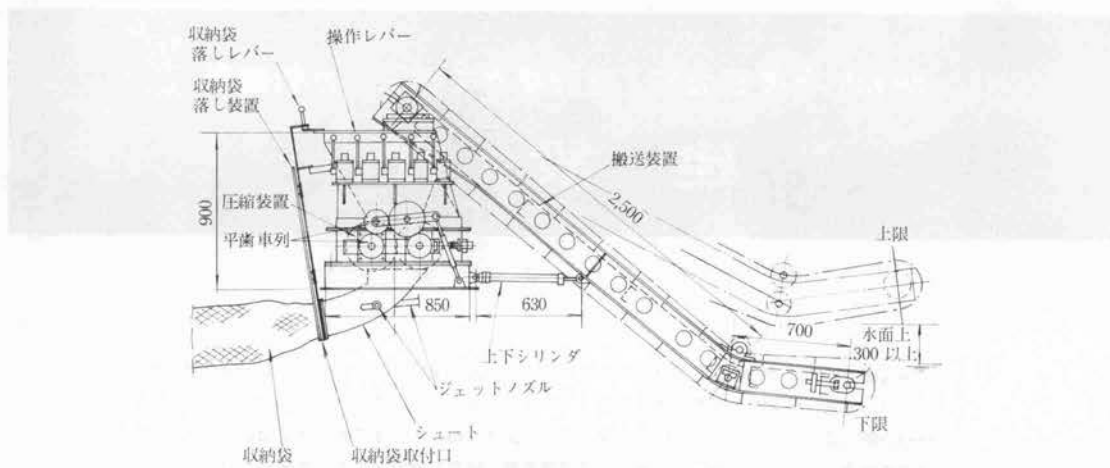 収納袋
落しレバー
操作レバー
収納袋
落し装置
搬送装置
2,500
900
圧縮装置
平歯車列
上限
850
630
700
水面上
300 以上
上下シリンダ
ジェットノズル
下限
シュート
収納袋
収納袋取付口